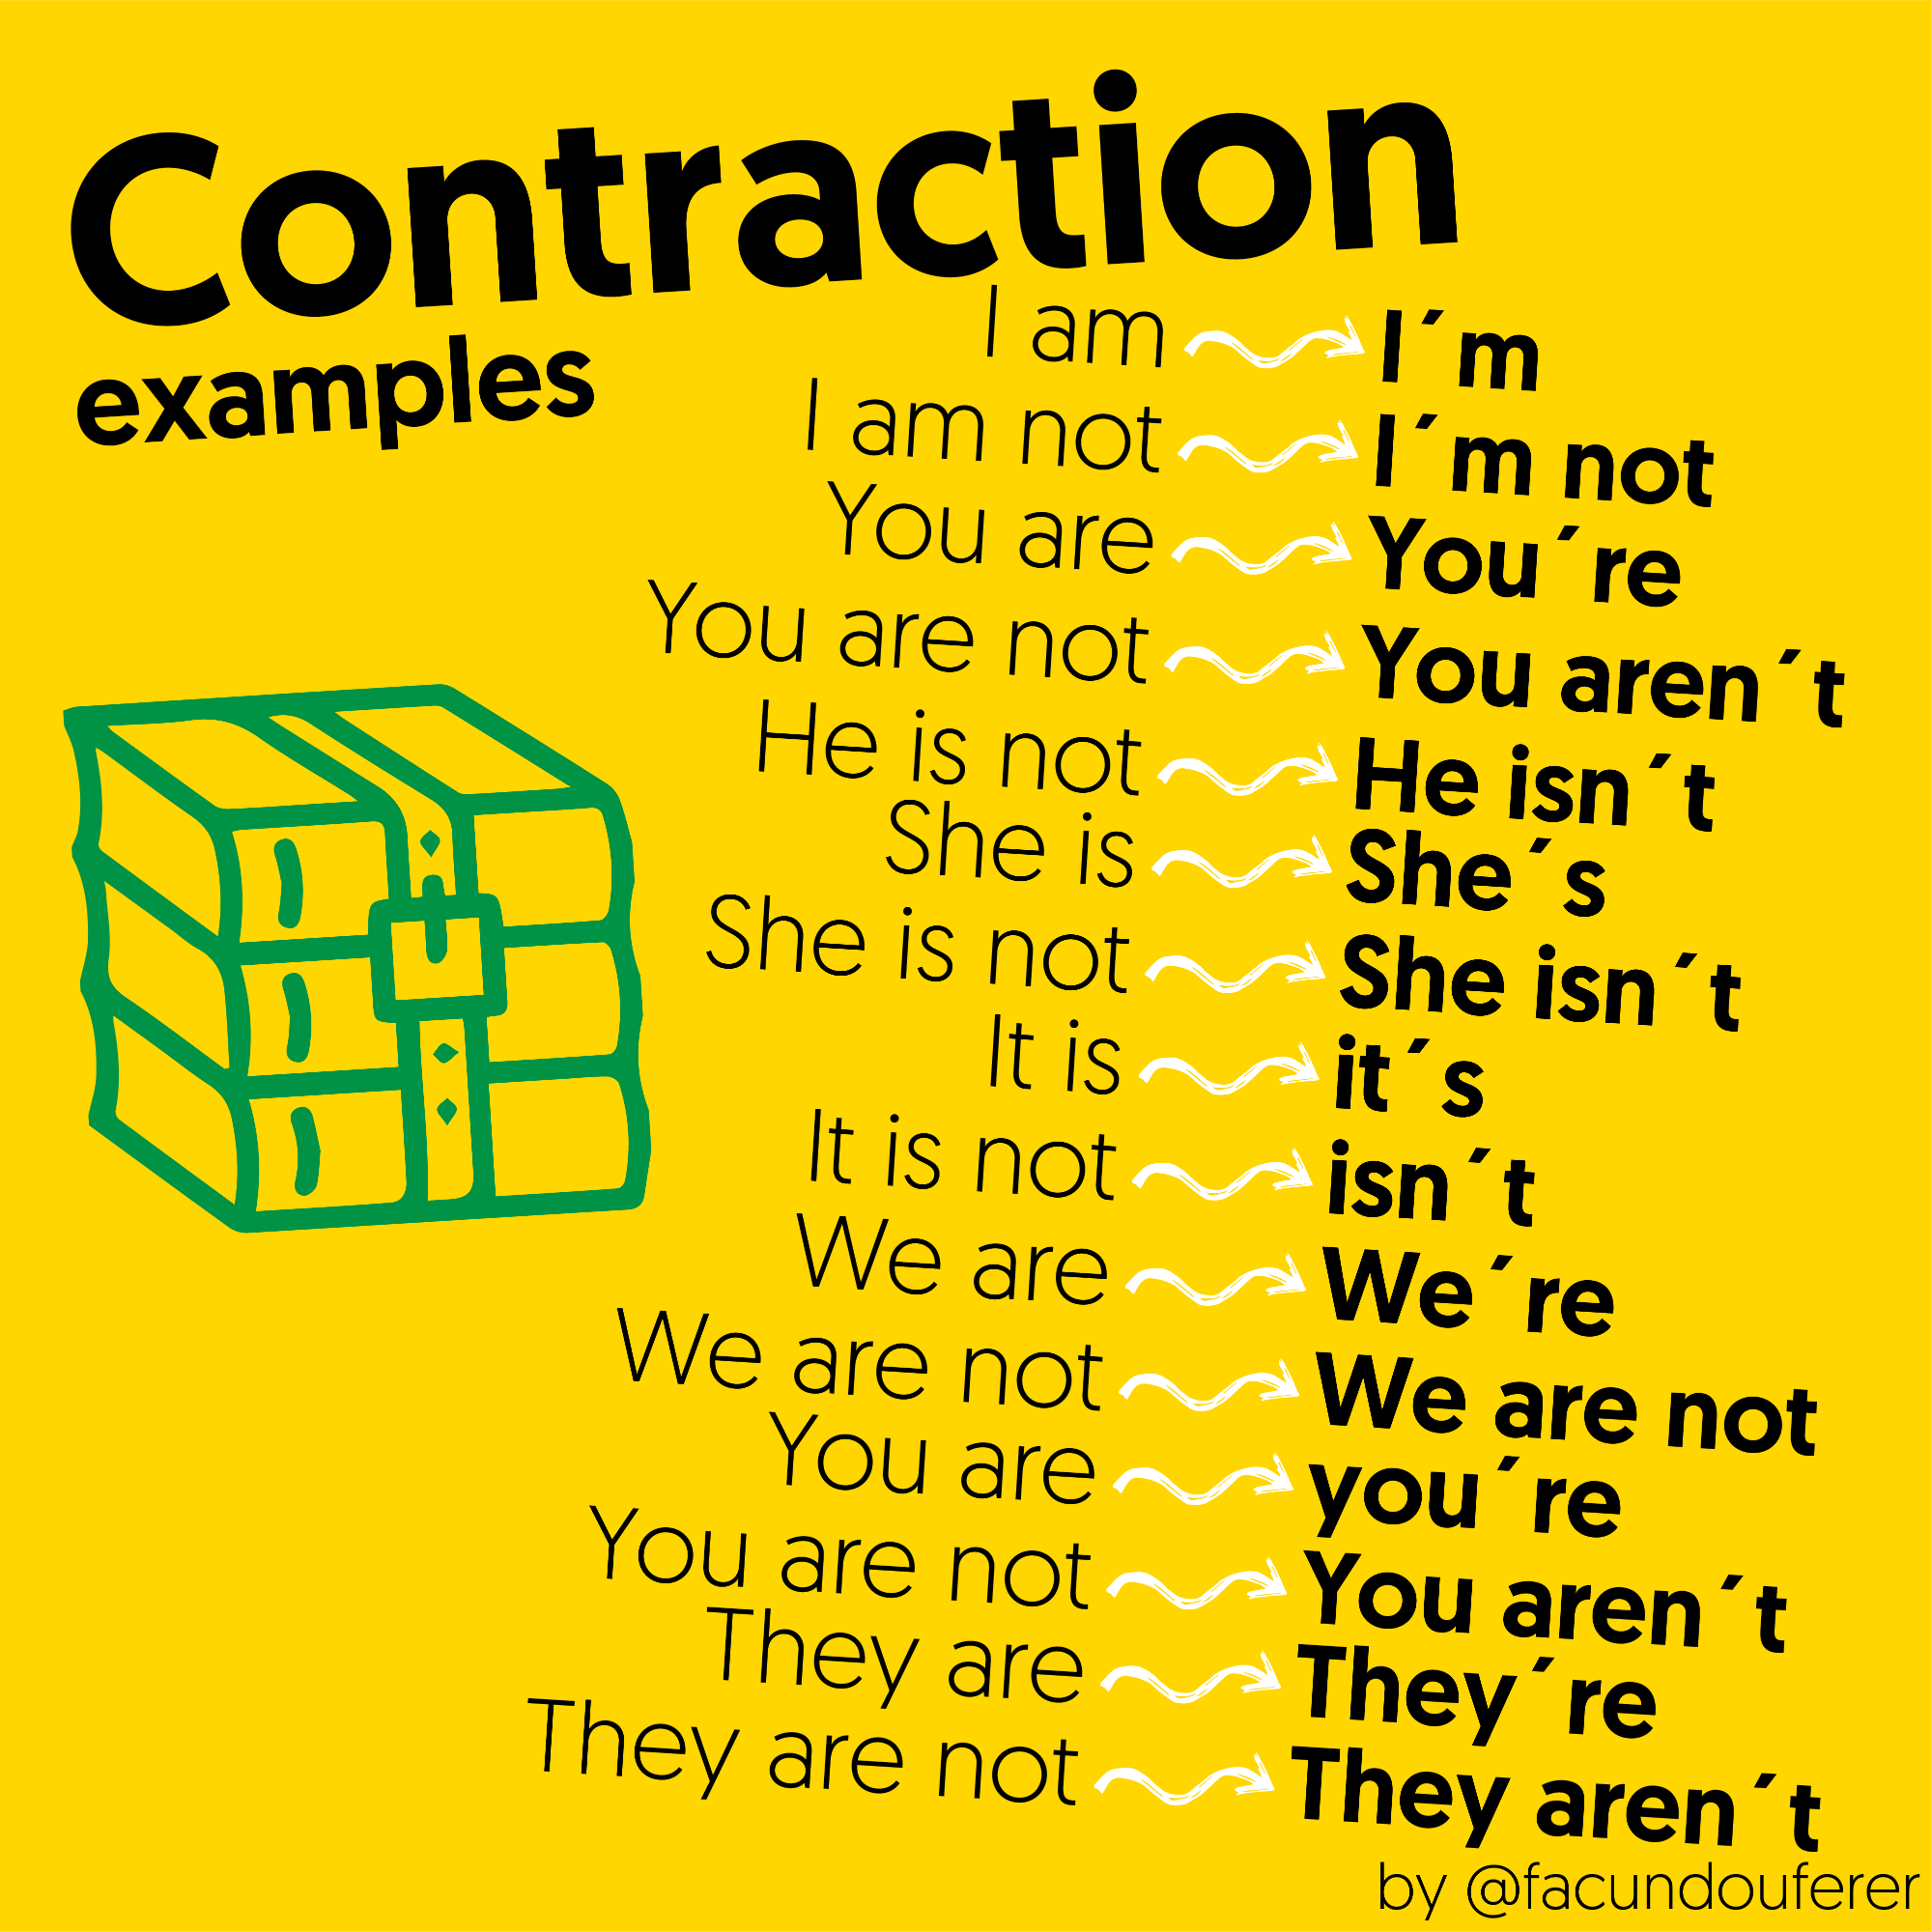 Contraction
examples
I am I´m
I am not I´m not
You are You´re
You are not You aren´t
He is not He isn´t
She is She´s
She is not She isn´t
It is it´s
It is not isn´t
We are We´re
We are not We are not
You are you´re
You are not You aren´t
They are They´re
They are not They aren´t
by @facundouferer